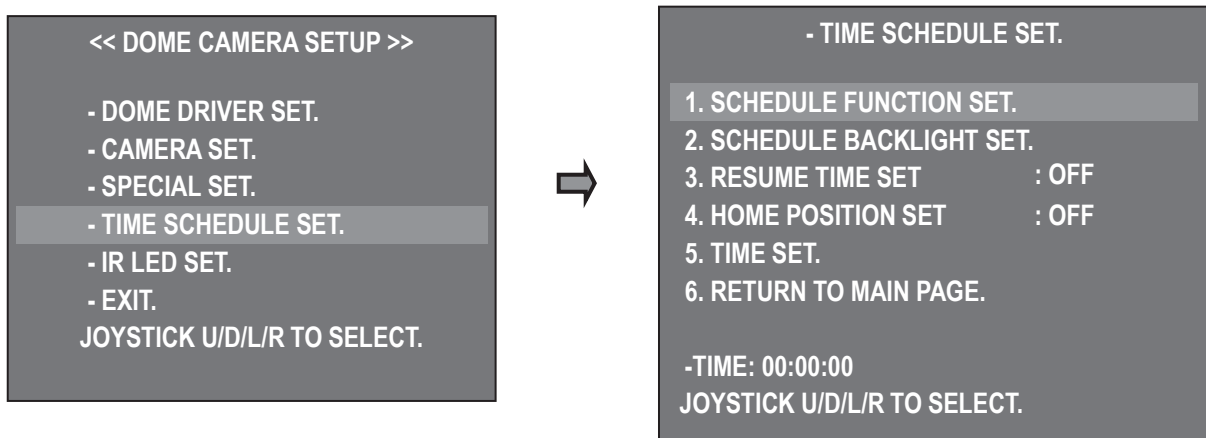 << DOME CAMERA SETUP >>
- DOME DRIVER SET.
- CAMERA SET.
- SPECIAL SET.
- TIME SCHEDULE SET.
- IR LED SET.
- EXIT.
JOYSTICK U/D/L/R TO SELECT.
- TIME SCHEDULE SET.
1. SCHEDULE FUNCTION SET.
2. SCHEDULE BACKLIGHT SET.
3. RESUME TIME SET : OFF
4. HOME POSITION SET : OFF
5. TIME SET.
6. RETURN TO MAIN PAGE.
-TIME: 00:00:00
JOYSTICK U/D/L/R TO SELECT.